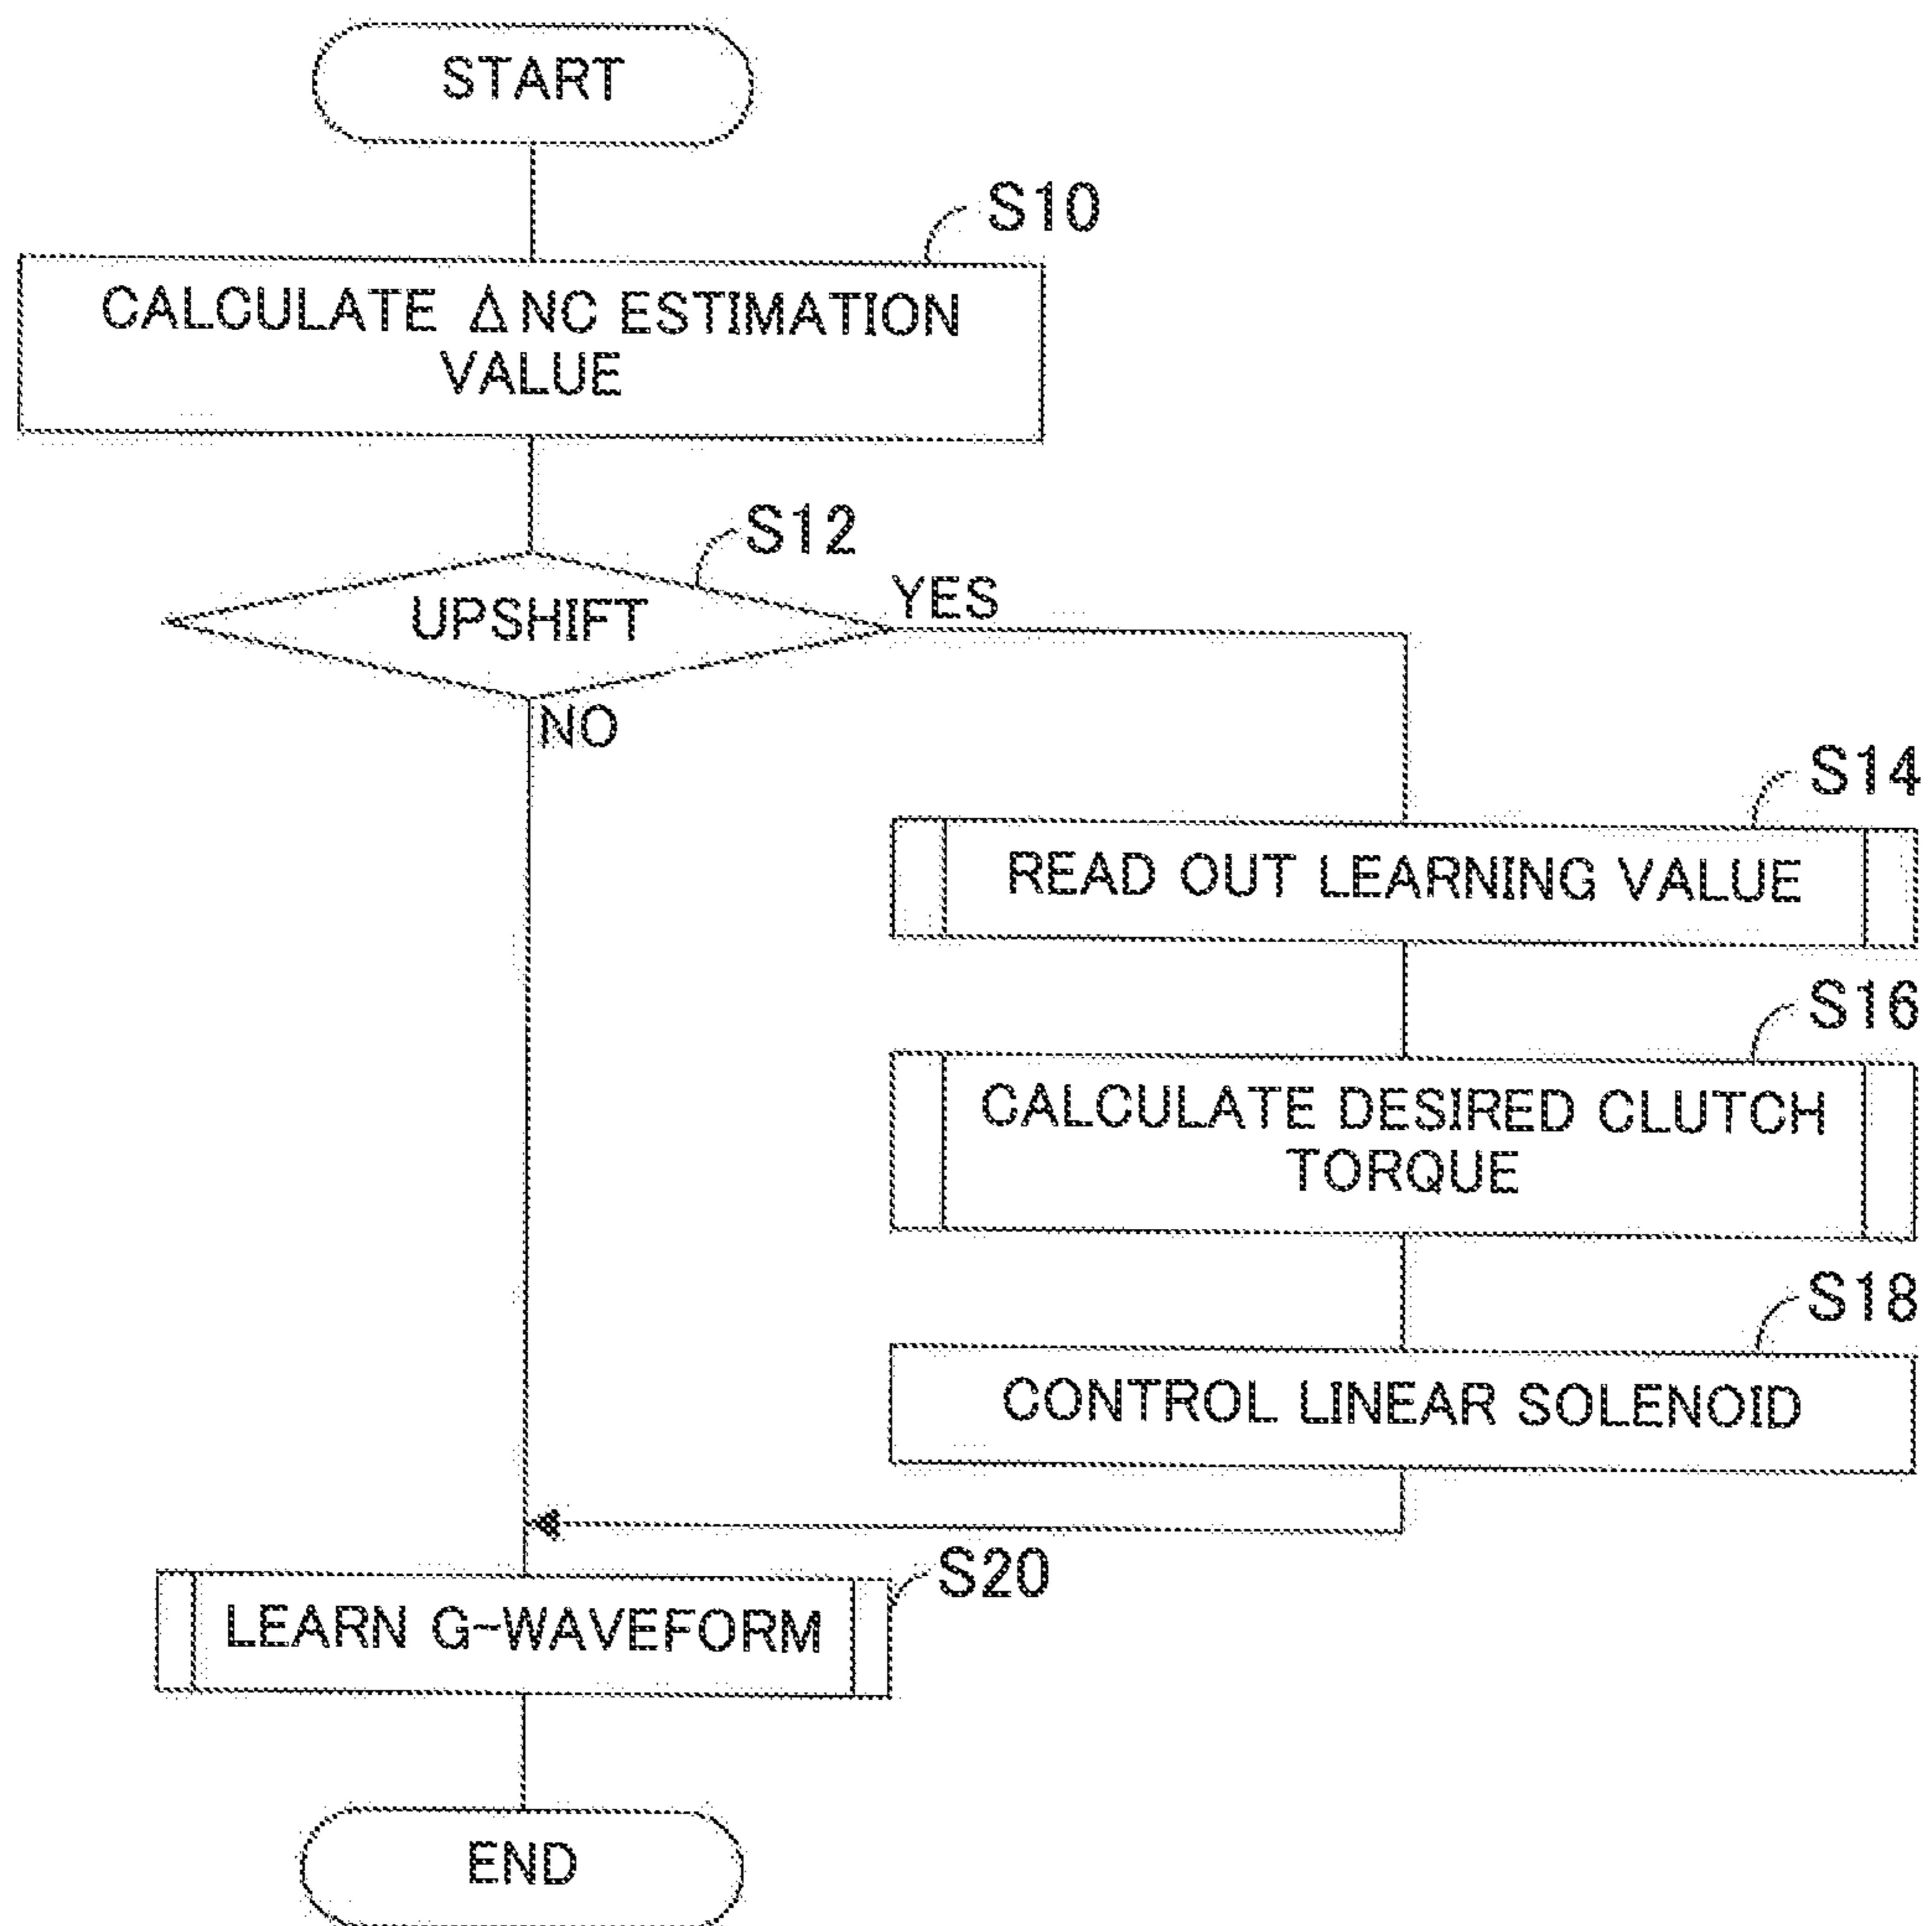 START
S10
CALCULATE ΔNC ESTIMATION
VALUE
S12
UPSHIFT
YES
NO
S14
READ OUT LEARNING VALUE
S16
CALCULATE DESIRED CLUTCH
TORQUE
S18
CONTROL LINEAR SOLENOID
S20
LEARN G-WAVEFORM
END